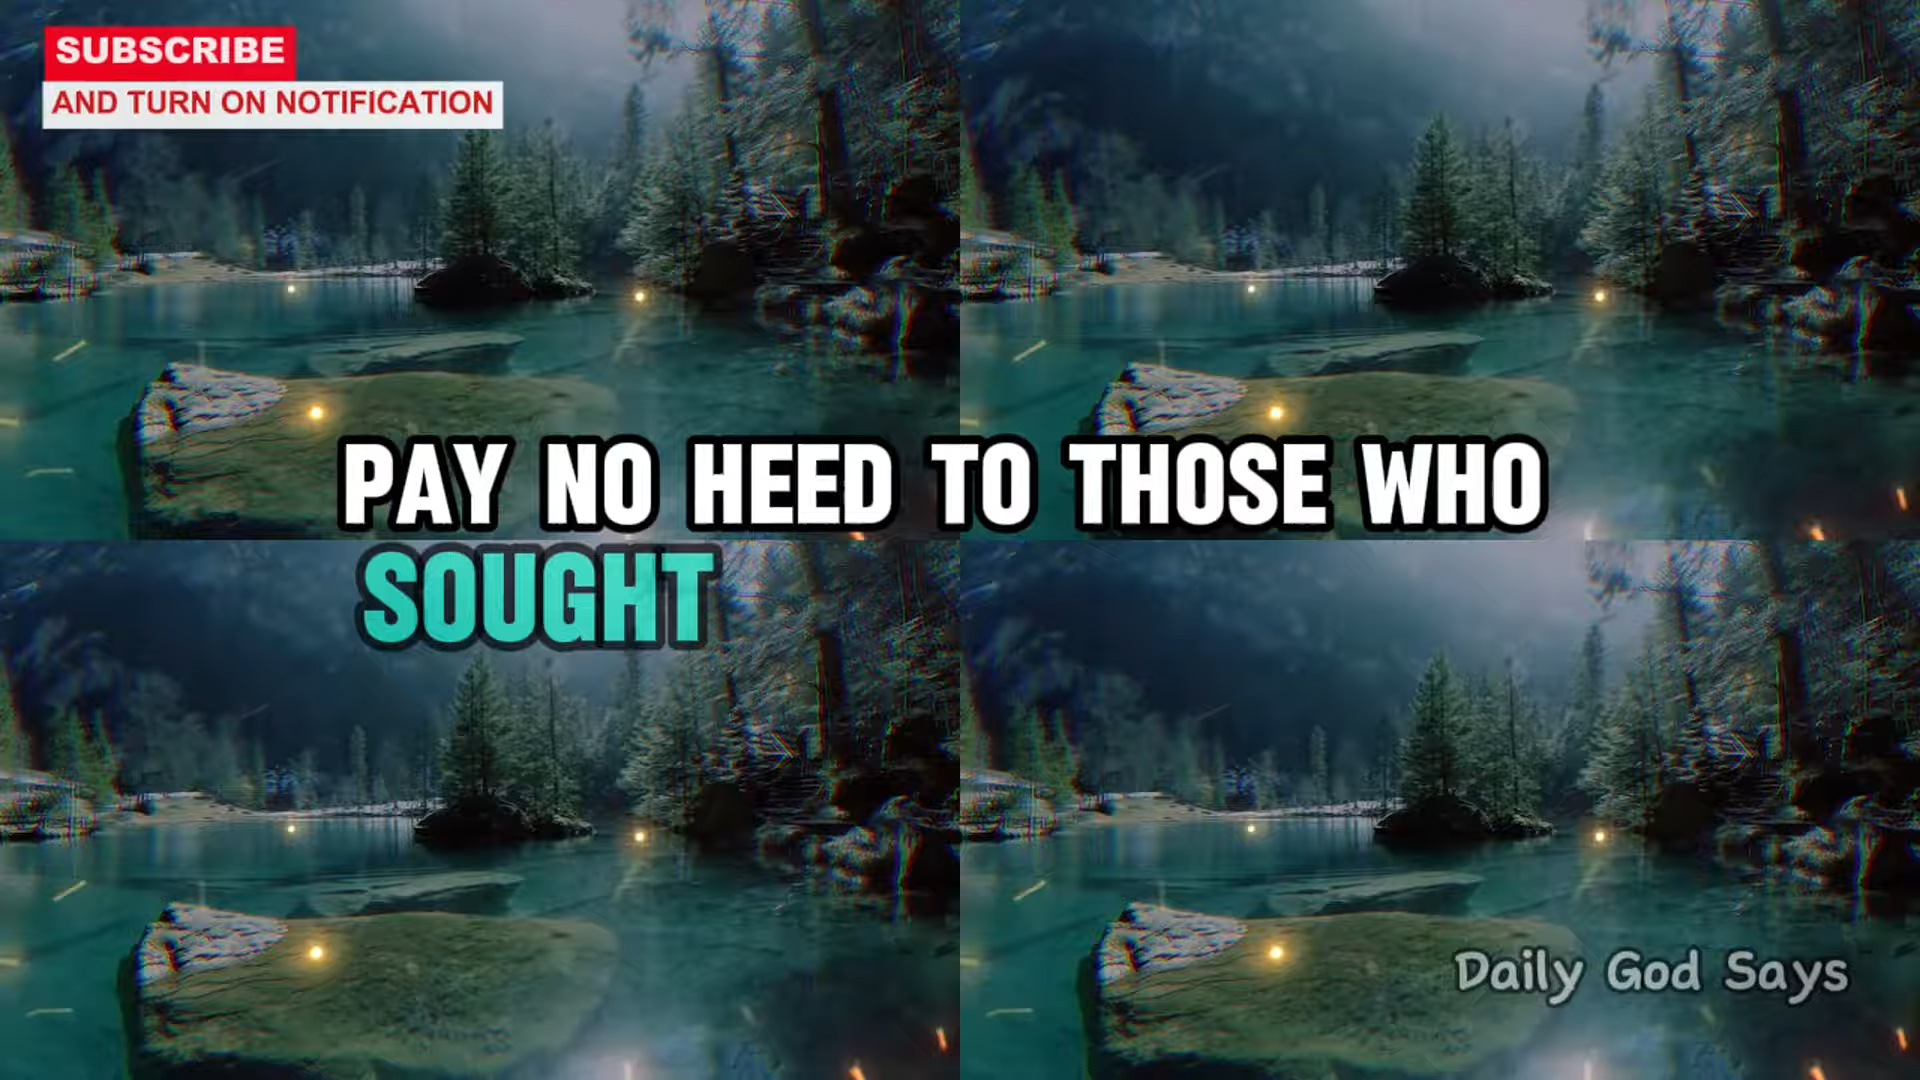 SUBSCRIBE
AND TURN ON NOTIFICATION
PAY NO HEED TO THOSE WHO
SOUGHT
Daily God Says